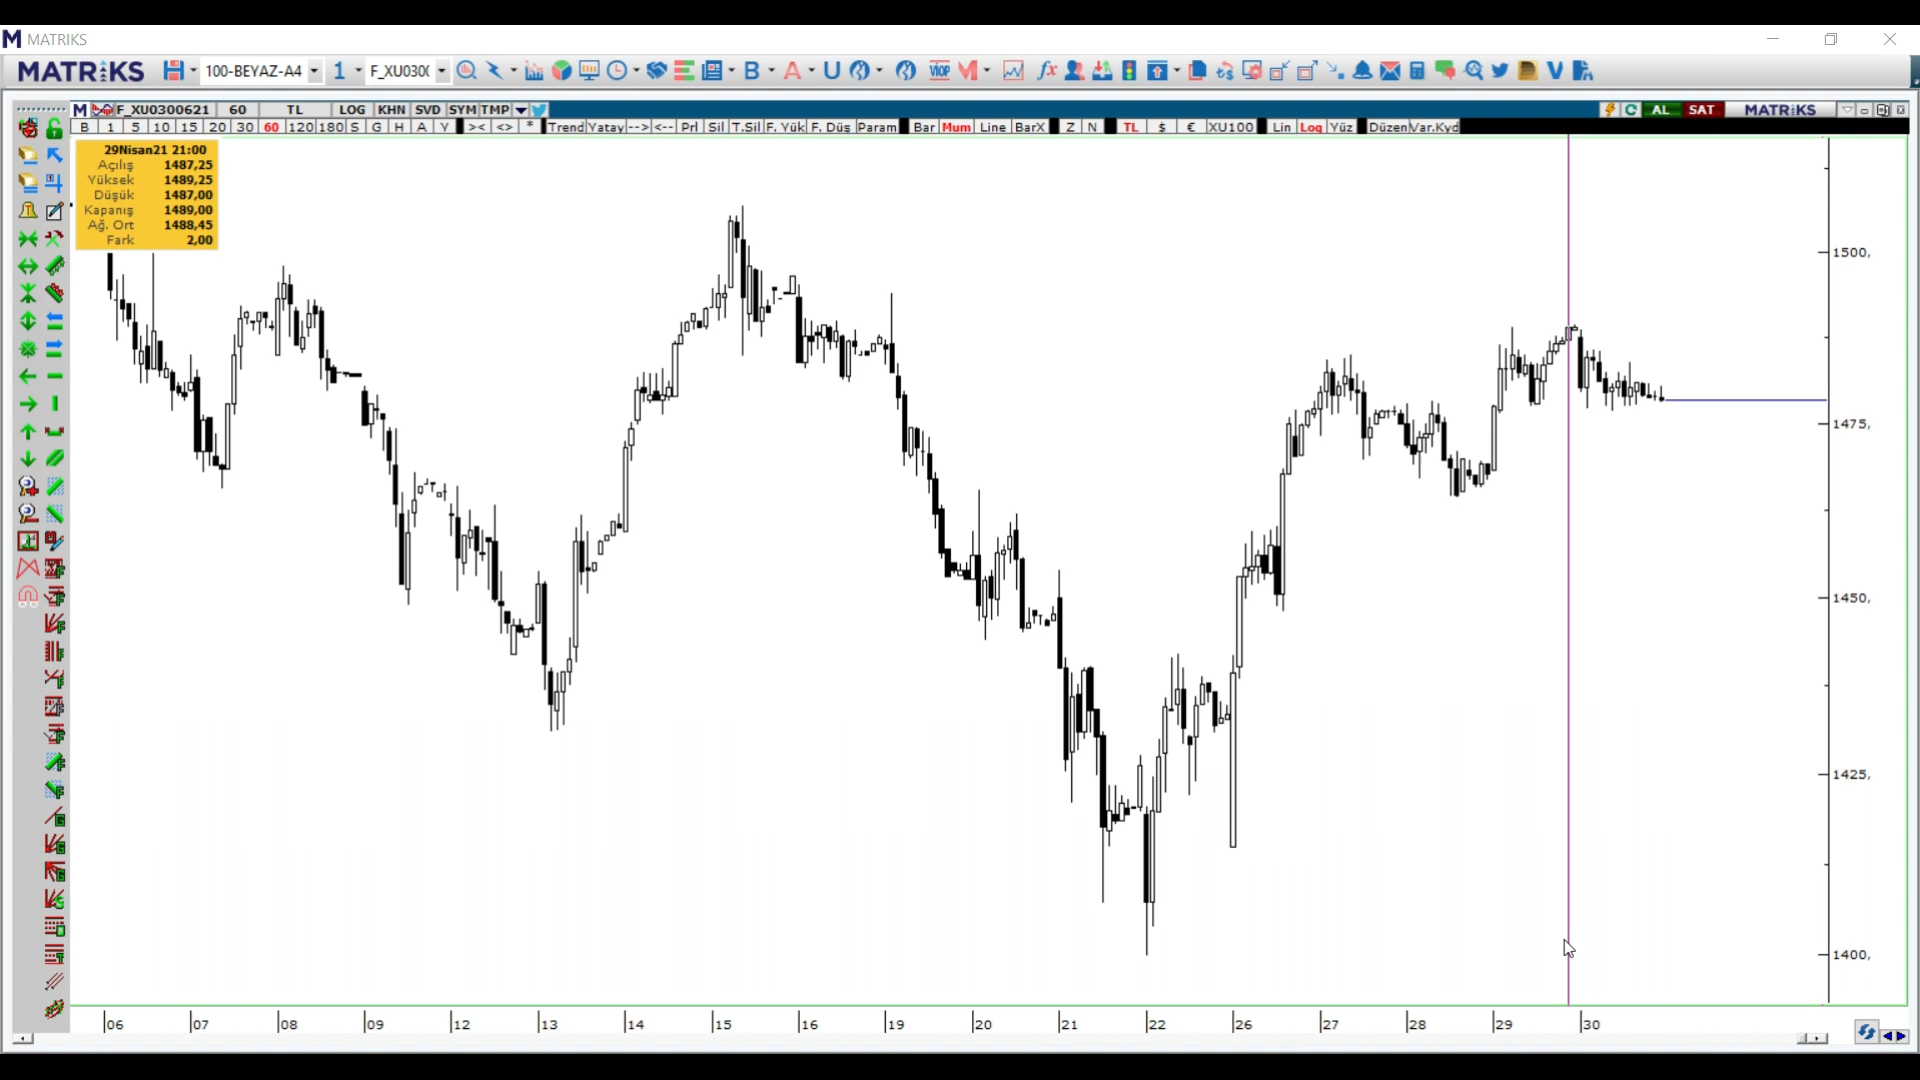 MATRIKS
MATRIKS 100-BEYAZ-A4 1 F_XU030( B A U VIOP M fx V
M F_XU0300621 60 TL LOG KHN SVD SYM TMP AL SAT MATRIKS
B 1 5 10 15 20 30 60 120 180 S G H A Y >< <> * Trend Yatay --> <-- Prl Sil T.Sil F. Yük F. Düş Param Bar Mum Line BarX Z N TL $ € XU100 Lin Log Yüz Düzen Var.Kyd
29Nisan21 21:00
Açılış 1487,25
Yüksek 1489,25
Düşük 1487,00
Kapanış 1489,00
Ağ. Ort 1488,45
Fark 2,00
1500,
1475,
1450,
1425,
1400,
06 07 08 09 12 13 14 15 16 19 20 21 22 26 27 28 29 30